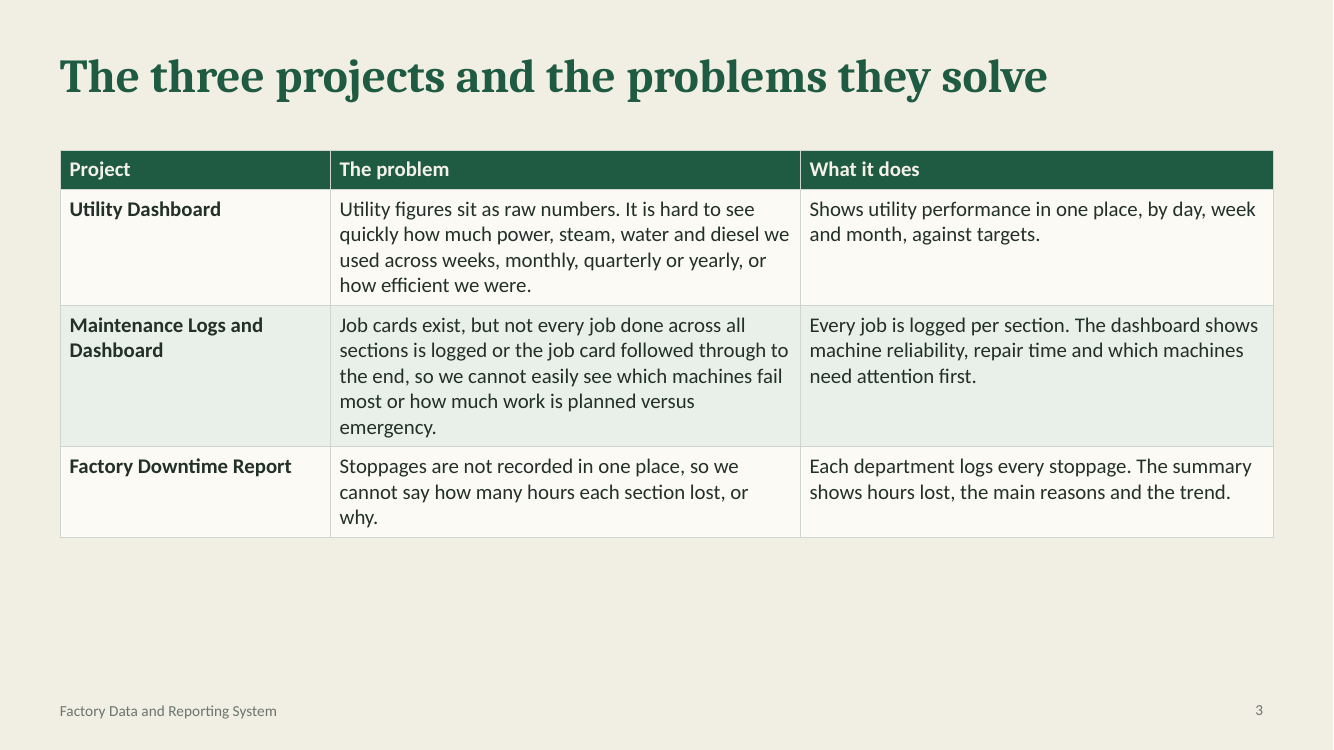 The three projects and the problems they solve
Project
The problem
What it does
Utility Dashboard
Utility figures sit as raw numbers. It is hard to see
quickly how much power, steam, water and diesel we
used across weeks, monthly, quarterly or yearly, or
how efficient we were.
Shows utility performance in one place, by day, week
and month, against targets.
Maintenance Logs and
Dashboard
Job cards exist, but not every job done across all
sections is logged or the job card followed through to
the end, so we cannot easily see which machines fail
most or how much work is planned versus
emergency.
Every job is logged per section. The dashboard shows
machine reliability, repair time and which machines
need attention first.
Factory Downtime Report
Stoppages are not recorded in one place, so we
cannot say how many hours each section lost, or
why.
Each department logs every stoppage. The summary
shows hours lost, the main reasons and the trend.
Factory Data and Reporting System
3